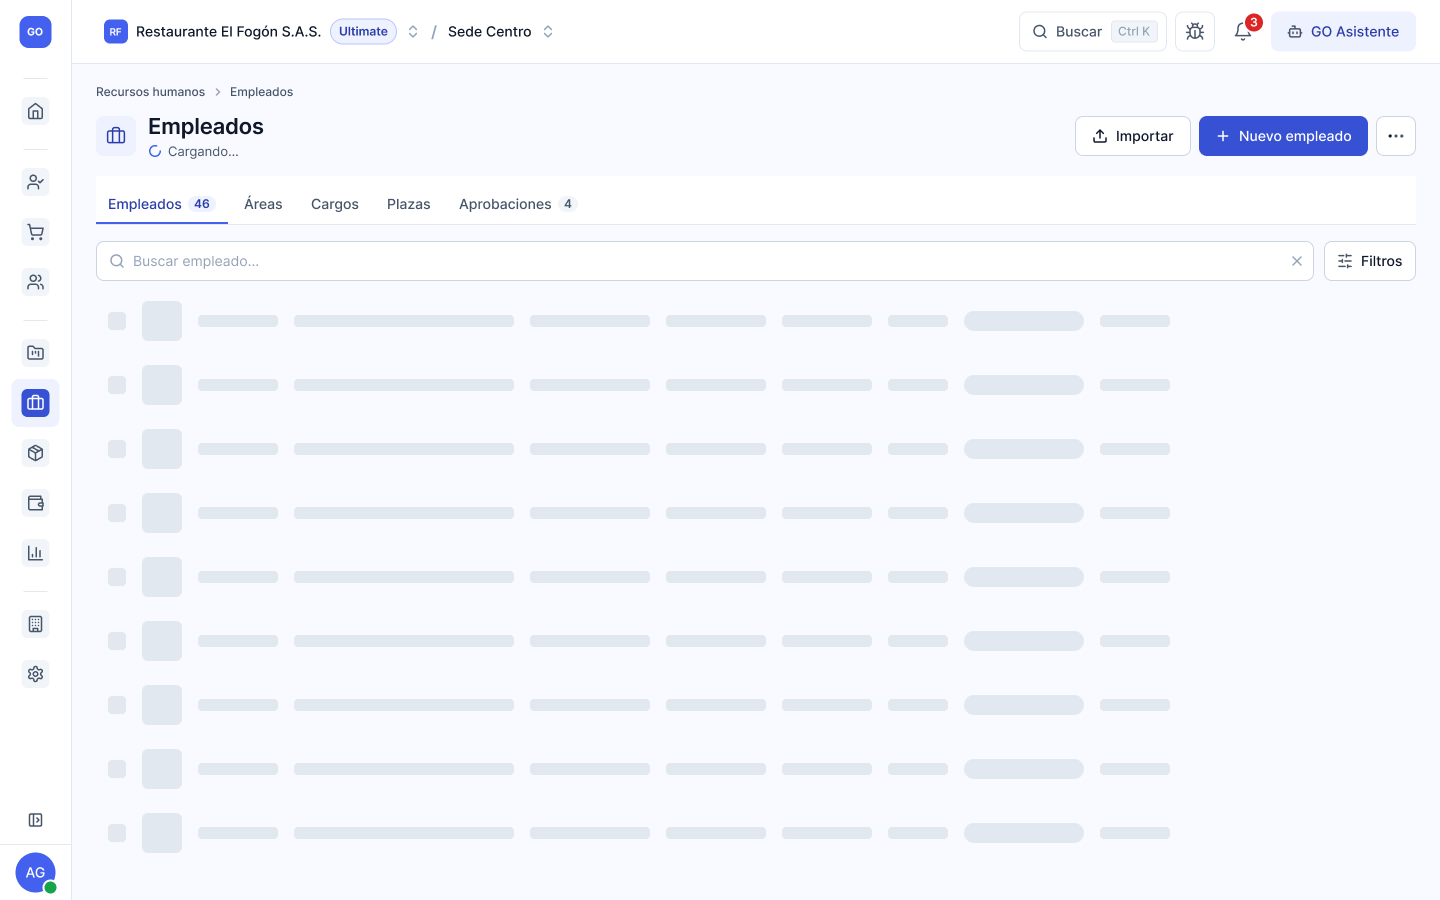 GO
RF Restaurante El Fogón S.A.S. Ultimate / Sede Centro
Buscar Ctrl K
3
GO Asistente
Recursos humanos > Empleados
Empleados
Cargando...
Importar
+ Nuevo empleado
Empleados 46 Áreas Cargos Plazas Aprobaciones 4
Buscar empleado...
Filtros
AG